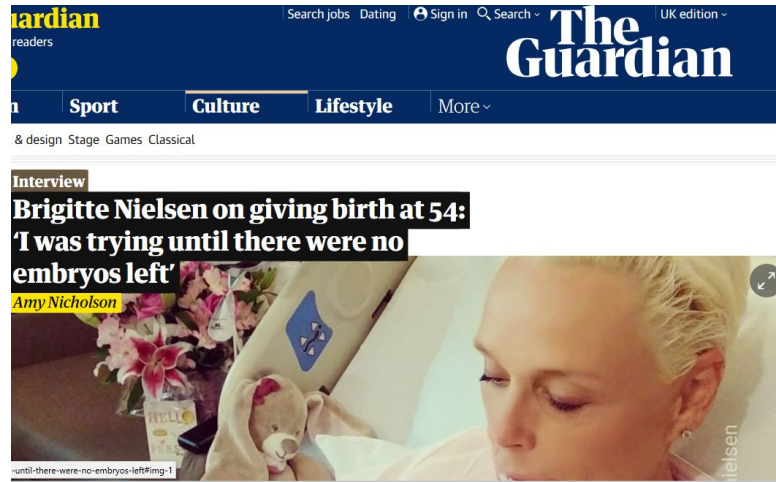 Search jobs Dating Sign in Search UK edition
The
Guardian
readers
Sport Culture Lifestyle More
& design Stage Games Classical
Interview
Brigitte Nielsen on giving birth at 54:
‘I was trying until there were no
embryos left’
Amy Nicholson
HELLO
-until-there-were-no-embryos-left#img-1